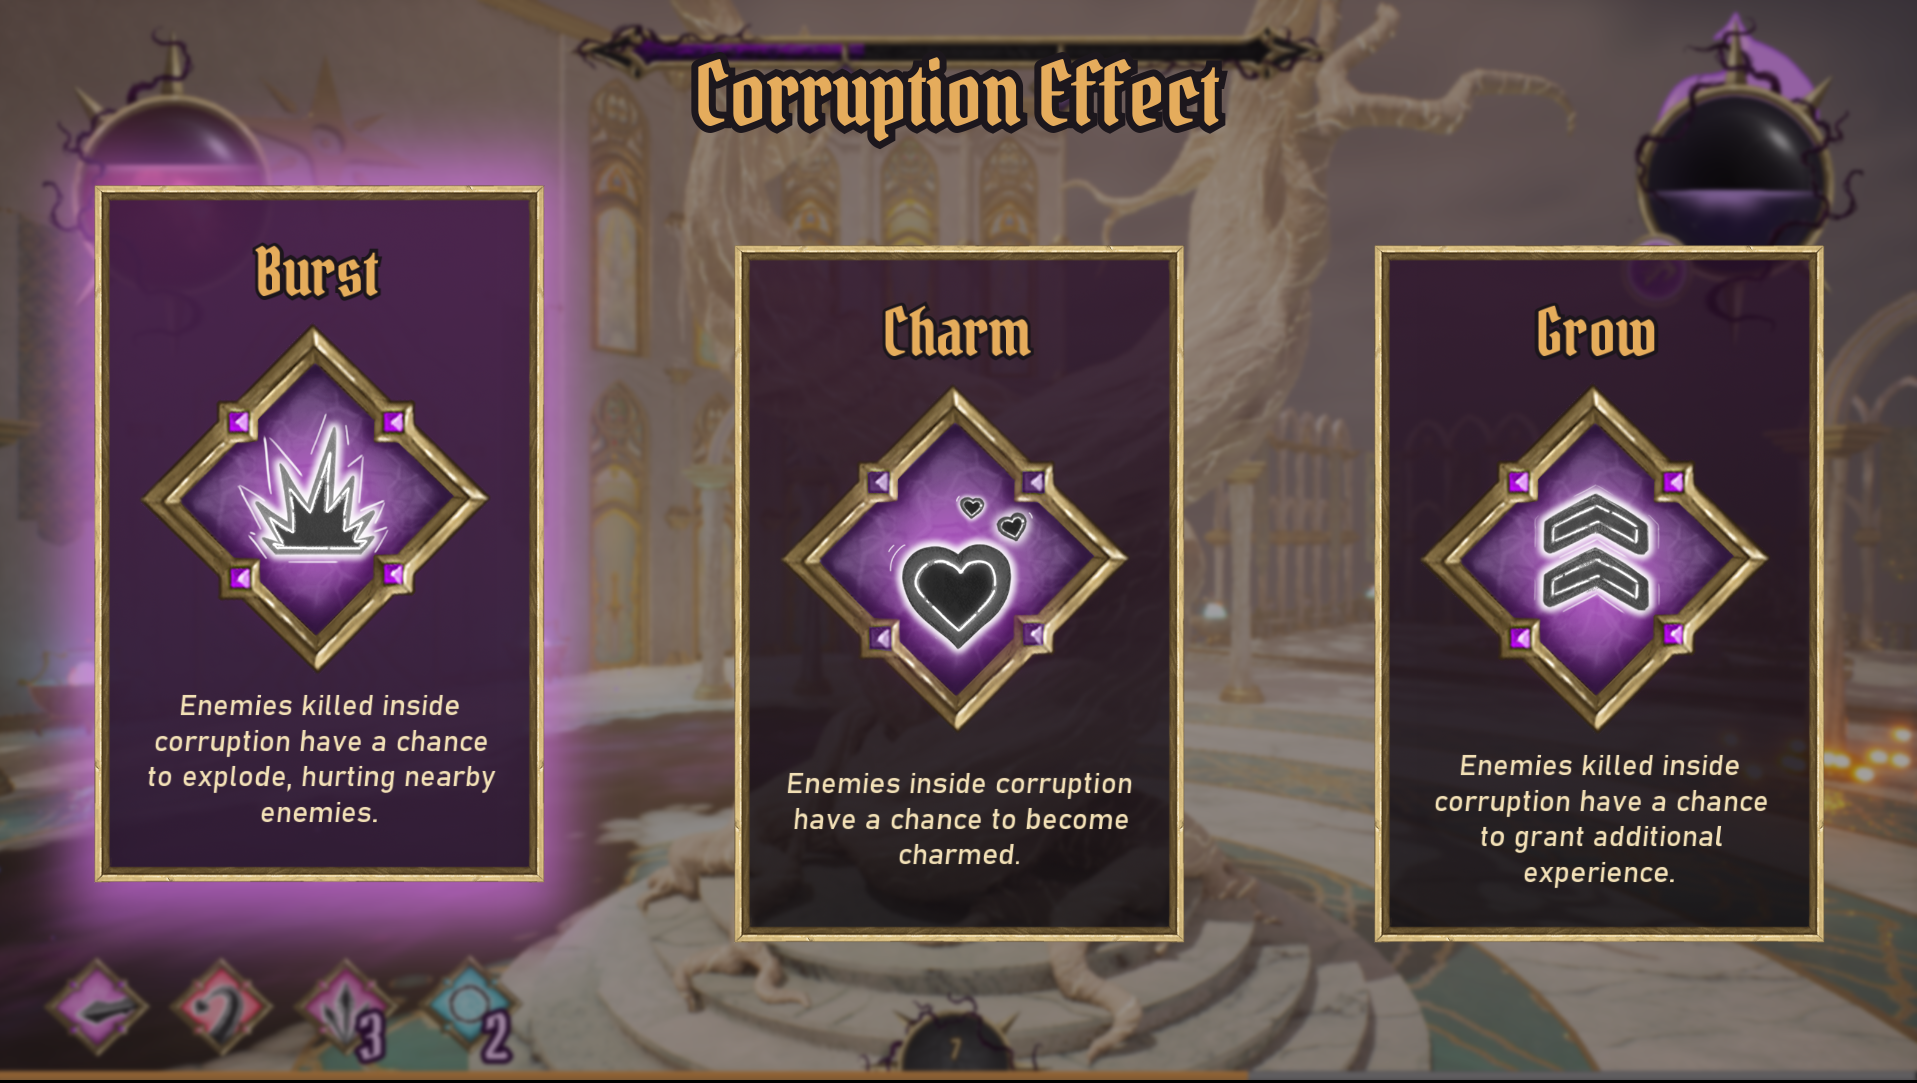 Corruption Effect
Burst
Enemies killed inside
corruption have a chance
to explode, hurting nearby
enemies.
Charm
Enemies inside corruption
have a chance to become
charmed.
Grow
Enemies killed inside
corruption have a chance
to grant additional
experience.
3
2
7